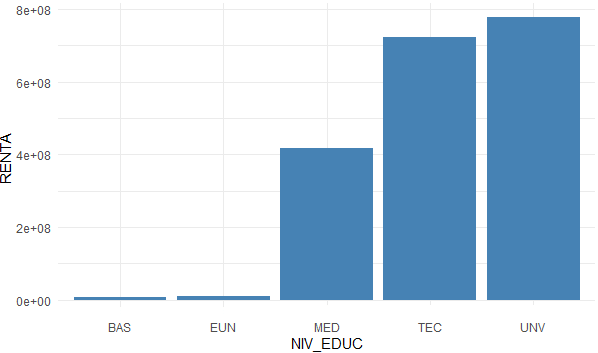 8e+08
6e+08
4e+08
2e+08
0e+00
RENTA
BAS EUN MED TEC UNV
NIV_EDUC